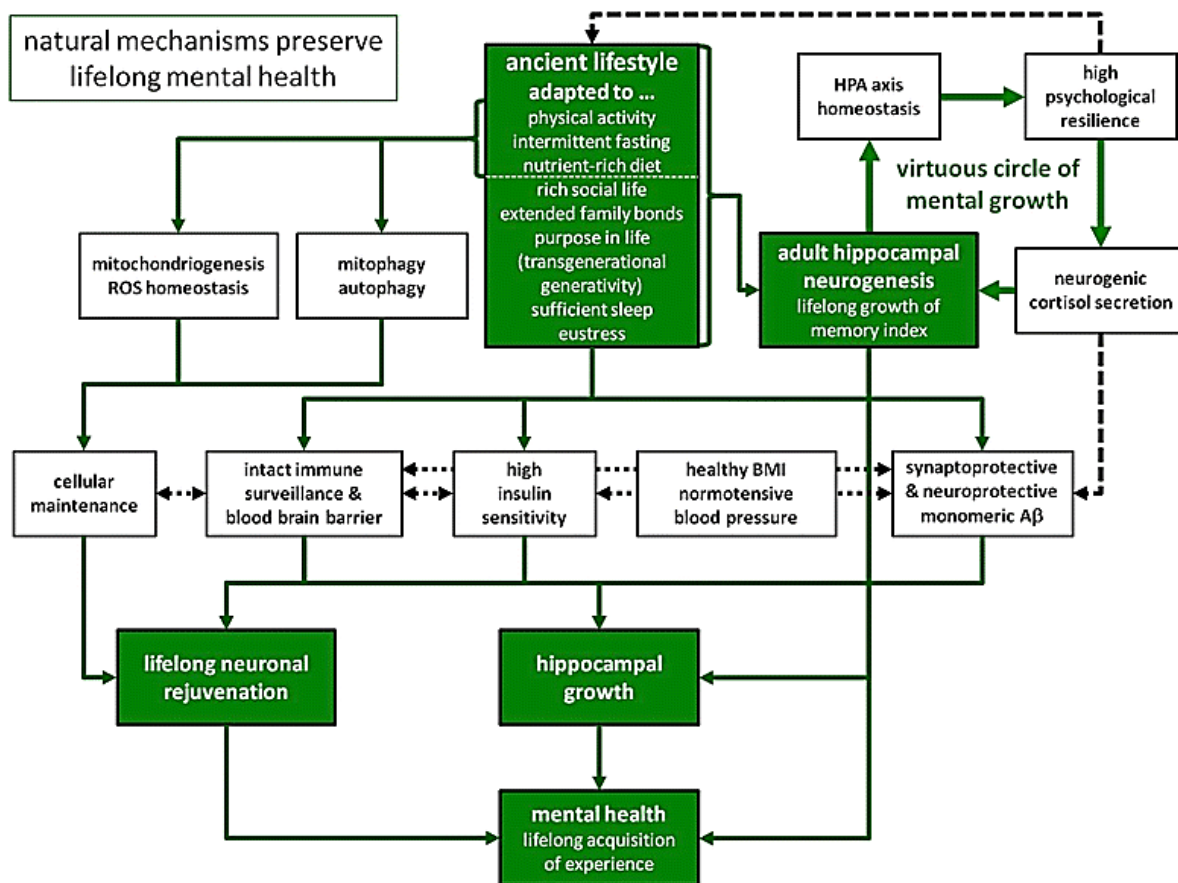 natural mechanisms preserve
lifelong mental health
ancient lifestyle
adapted to ...
physical activity
intermittent fasting
nutrient-rich diet
rich social life
extended family bonds
purpose in life
(transgenerational
generativity)
sufficient sleep
eustress
HPA axis
homeostasis
high
psychological
resilience
virtuous circle of
mental growth
mitochondriogenesis
ROS homeostasis
mitophagy
autophagy
adult hippocampal
neurogenesis
lifelong growth of
memory index
neurogenic
cortisol secretion
cellular
maintenance
intact immune
surveillance &
blood brain barrier
high
insulin
sensitivity
healthy BMI
normotensive
blood pressure
synaptoprotective
& neuroprotective
monomeric Aβ
lifelong neuronal
rejuvenation
hippocampal
growth
mental health
lifelong acquisition
of experience